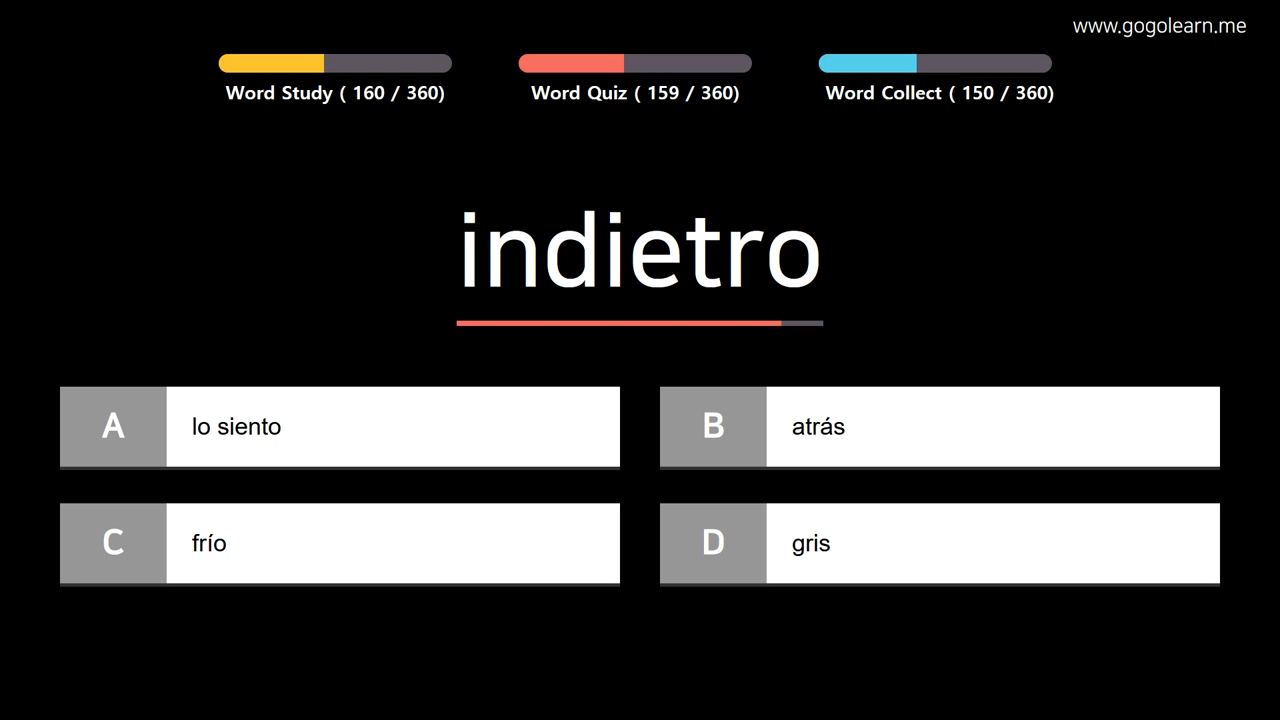 www.gogolearn.me
Word Study ( 160 / 360)
Word Quiz ( 159 / 360)
Word Collect ( 150 / 360)
indietro
A
lo siento
B
atrás
C
frío
D
gris